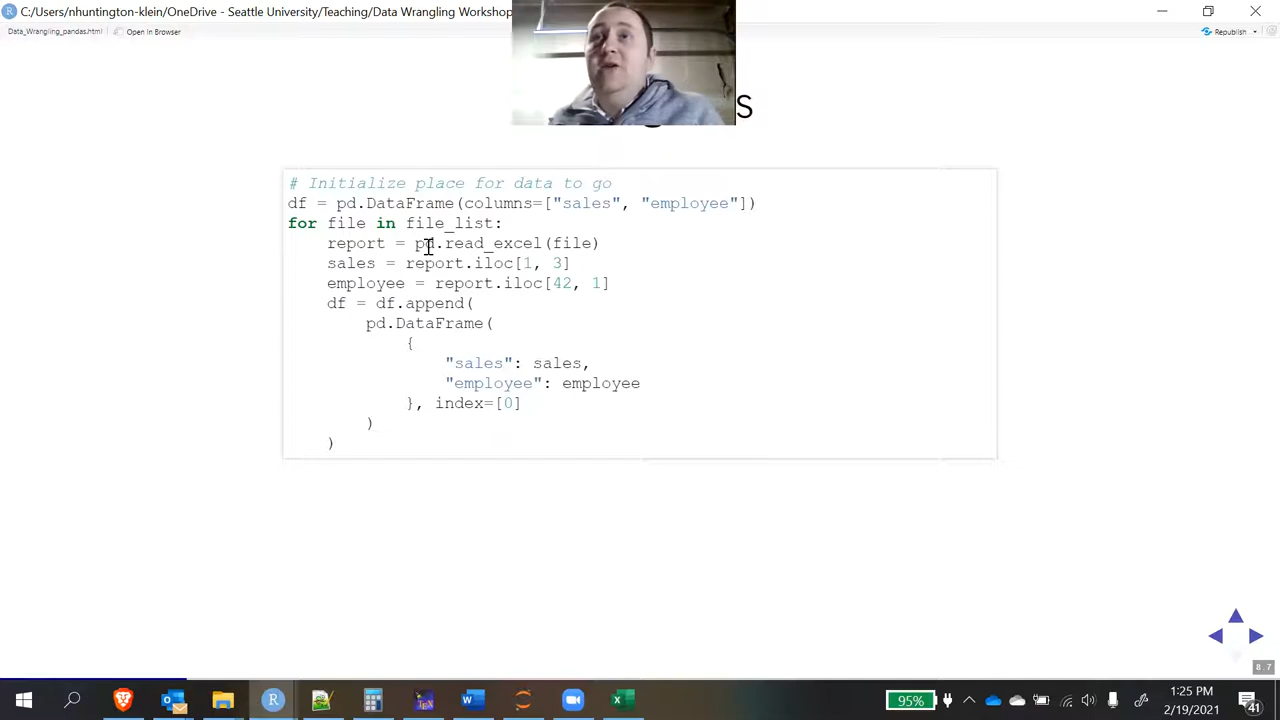 C:/Users/nhuntington-klein/OneDrive - Seattle University/Teaching/Data Wrangling Workshop
Data_Wrangling_pandas.html
Open in Browser
Republish
s
# Initialize place for data to go
df = pd.DataFrame(columns=["sales", "employee"])
for file in file_list:
    report = pd.read_excel(file)
    sales = report.iloc[1, 3]
    employee = report.iloc[42, 1]
    df = df.append(
        pd.DataFrame(
            {
                "sales": sales,
                "employee": employee
            }, index=[0]
        )
    )
8.7
95%
1:25 PM
2/19/2021
41